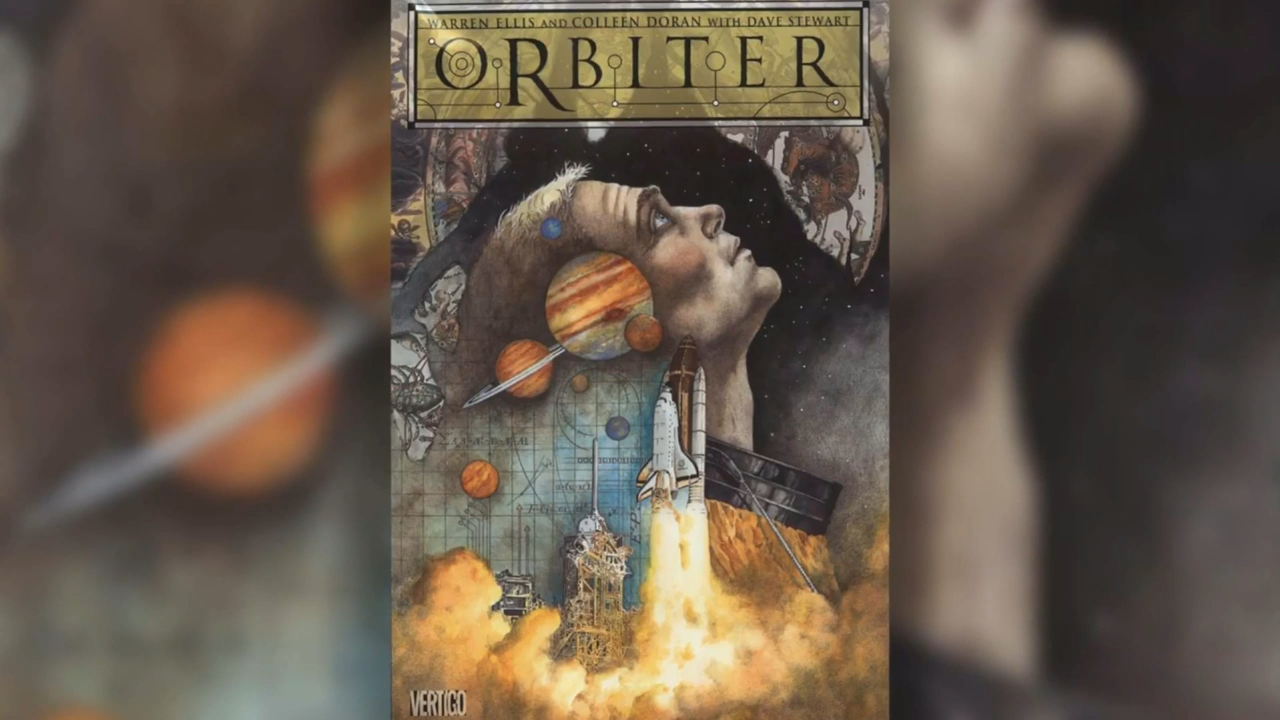 WARREN ELLIS AND COLLEEN DORAN WITH DAVE STEWART
ORBITER
VERTIGO